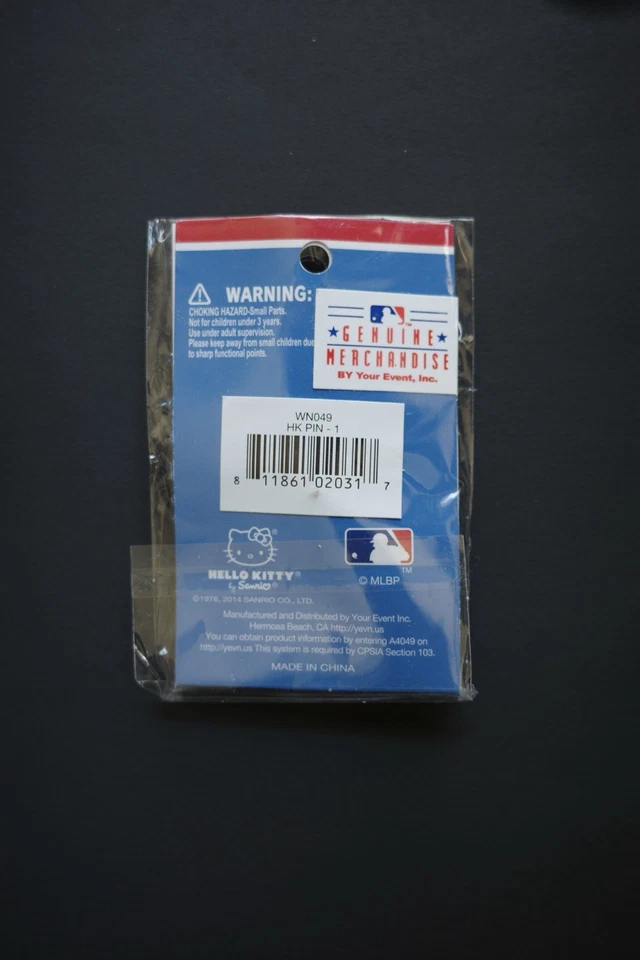 WARNING:
CHOKING HAZARD-Small Parts.
Not for children under 3 years.
Use under adult supervision.
Please keep away from small children due
to sharp functional points.
TM
GENUINE
MERCHANDISE
BY Your Event, Inc.
WN049
HK PIN - 1
8 11861 02031 7
HELLO KITTY®
by Sanrio®
TM
© MLBP
©1976, 2014 SANRIO CO., LTD.
Manufactured and Distributed by Your Event Inc.
Hermosa Beach, CA http://yevn.us
You can obtain product information by entering A4049 on
http://yevn.us This system is required by CPSIA Section 103.
MADE IN CHINA